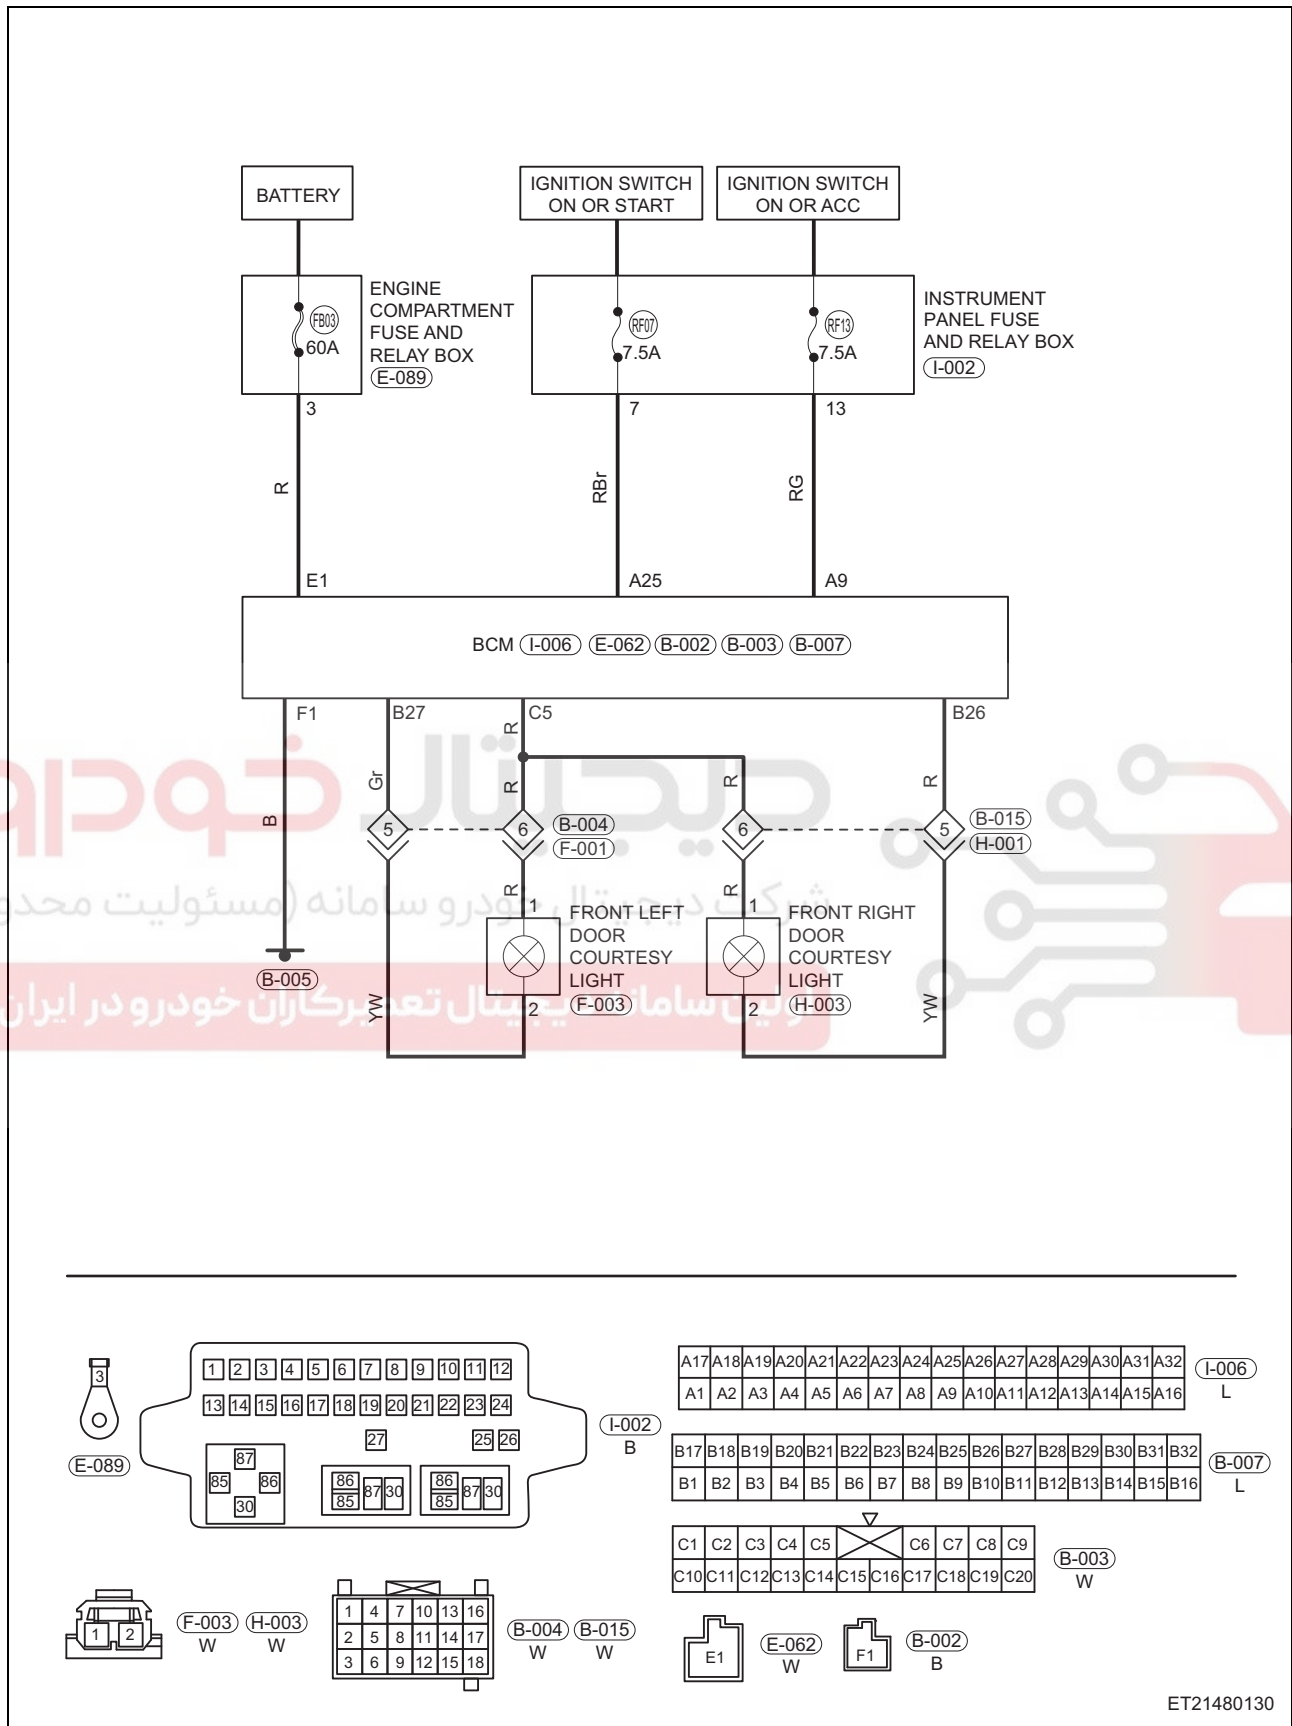 BATTERY
IGNITION SWITCH
ON OR START
IGNITION SWITCH
ON OR ACC
FB03
60A
ENGINE
COMPARTMENT
FUSE AND
RELAY BOX
E-089
RF07
7.5A
RF13
7.5A
INSTRUMENT
PANEL FUSE
AND RELAY BOX
I-002
3
7
13
R
RBr
RG
E1
A25
A9
BCM I-006 E-062 B-002 B-003 B-007
F1
B27
C5
B26
R
دیجیتال خودرو
B
Gr
R
R
R
5
6
B-004
F-001
6
5
B-015
H-001
شرکت دیجیتال خودرو سامانه (مسئولیت محدو
R
R
1
1
FRONT LEFT
DOOR
COURTESY
LIGHT
F-003
FRONT RIGHT
DOOR
COURTESY
LIGHT
H-003
B-005
اولین سامانه دیجیتال تعمیرکاران خودرو در ایران
YW
2
2
YW
3
E-089
1 2 3 4 5 6 7 8 9 10 11 12
13 14 15 16 17 18 19 20 21 22 23 24
27 25 26
87
85 86
30
86
85
87 30
86
85
87 30
I-002
B
A17 A18 A19 A20 A21 A22 A23 A24 A25 A26 A27 A28 A29 A30 A31 A32
A1 A2 A3 A4 A5 A6 A7 A8 A9 A10 A11 A12 A13 A14 A15 A16
I-006
L
B17 B18 B19 B20 B21 B22 B23 B24 B25 B26 B27 B28 B29 B30 B31 B32
B1 B2 B3 B4 B5 B6 B7 B8 B9 B10 B11 B12 B13 B14 B15 B16
B-007
L
C1 C2 C3 C4 C5 C6 C7 C8 C9
C10 C11 C12 C13 C14 C15 C16 C17 C18 C19 C20
B-003
W
1 2
F-003 H-003
W W
1 4 7 10 13 16
2 5 8 11 14 17
3 6 9 12 15 18
B-004 B-015
W W
E1
E-062
W
F1
B-002
B
ET21480130